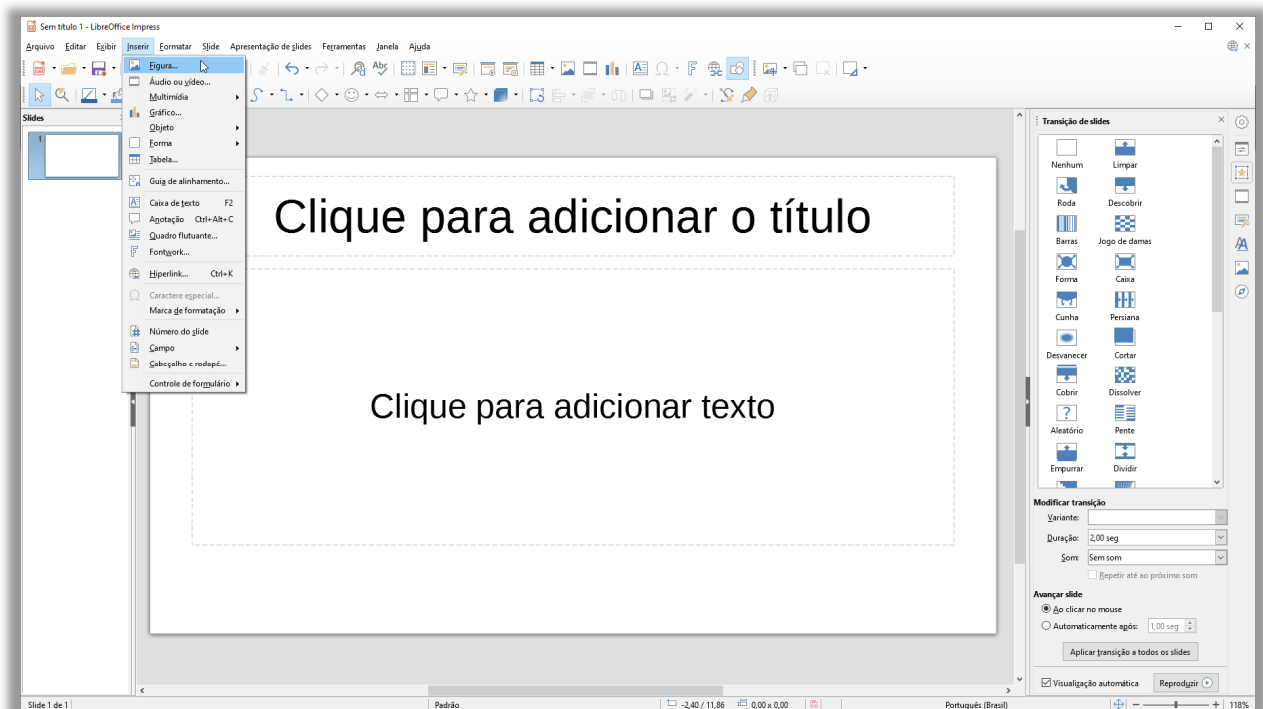 Sem título 1 - LibreOffice Impress
Arquivo Editar Exibir Inserir Formatar Slide Apresentação de slides Ferramentas Janela Ajuda
Slides
1
Figura...
Áudio ou vídeo...
Multimídia
Gráfico...
Objeto
Forma
Tabela...
Guia de alinhamento...
Caixa de texto F2
Anotação Ctrl+Alt+C
Quadro flutuante...
Fontwork...
Hiperlink... Ctrl+K
Caractere especial...
Marca de formatação
Número do slide
Campo
Cabeçalho e rodapé...
Controle de formulário
Clique para adicionar o título
Clique para adicionar texto
Transição de slides
Nenhum Limpar
Roda Descobrir
Barras Jogo de damas
Forma Caixa
Cunha Persiana
Desvanecer Cortar
Cobrir Dissolver
Aleatório Pente
Empurrar Dividir
Modificar transição
Variante:
Duração: 2,00 seg
Som: Sem som
Repetir até ao próximo som
Avançar slide
Ao clicar no mouse
Automaticamente após: 1,00 seg
Aplicar transição a todos os slides
Visualização automática Reproduzir
Slide 1 de 1 Padrão -2,40 / 11,86 0,00 x 0,00 Português (Brasil) 118%